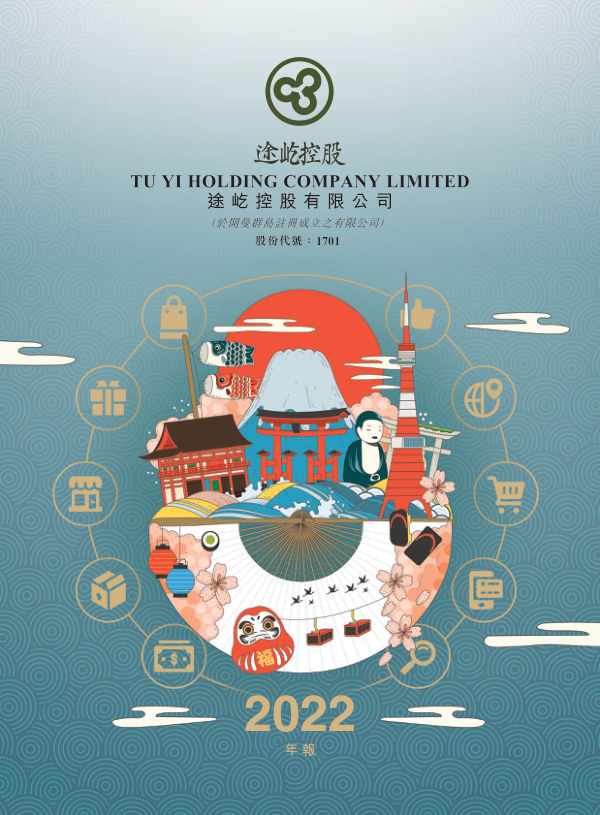 途屹控股
TU YI HOLDING COMPANY LIMITED
途屹控股有限公司
(於開曼群島註冊成立之有限公司)
股份代號：1701
$
福
2022
年報